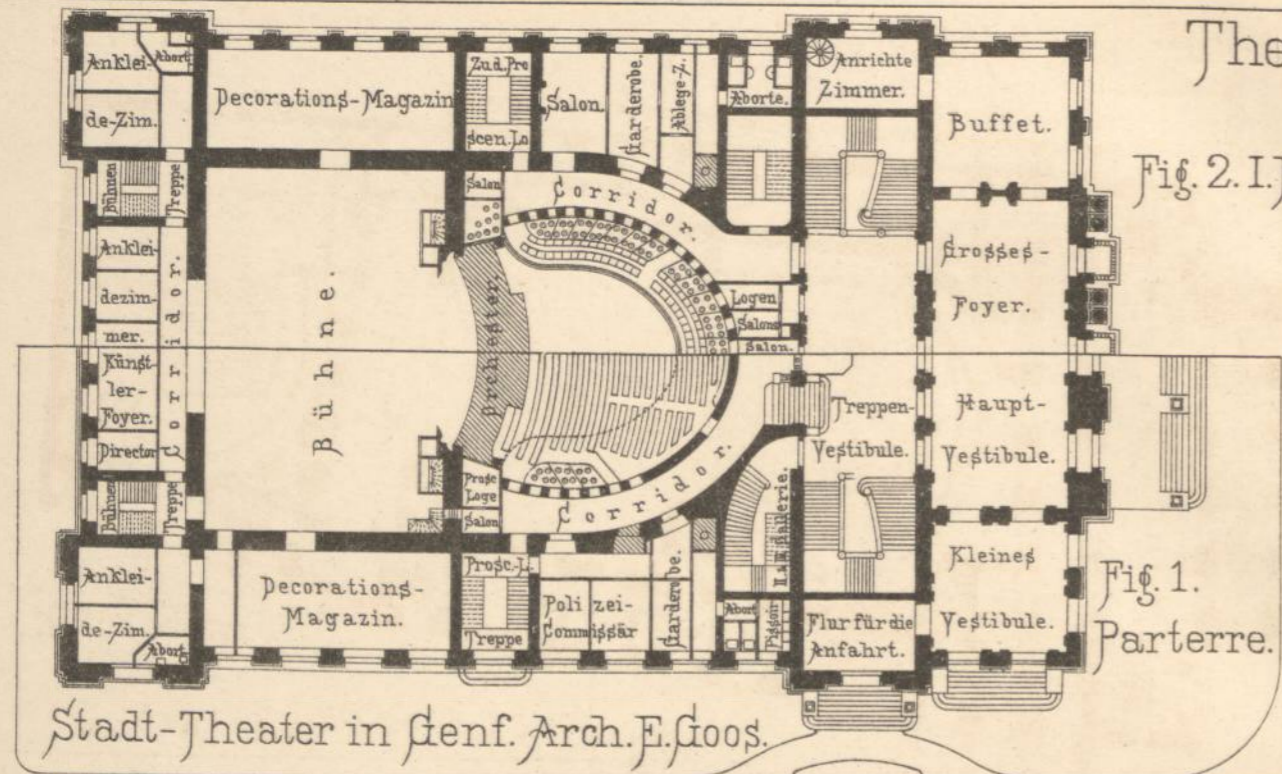 The
Fig. 2. I.
Anklei-
Abort
de-Zim.
Decorations-Magazin
Zu d. Pro
scen. Lo
Salon.
Garderobe.
Ablege-Z.
Aborte.
Anrichte
Zimmer.
Buffet.
Bühnen
Treppe
Salon
Corridor.
Anklei-
dezim-
mer.
Künst-
ler-
Foyer.
Director
Corridor.
Bühne.
Orchester.
Logen
Salons
Salon.
Grosses-
Foyer.
Treppen-
Vestibule.
Haupt-
Vestibule.
Bühnen
Treppe
Prosc
Loge
Salon
Corridor.
Anklei-
de-Zim.
Abort
Decorations-
Magazin.
Prosc.-L.
Treppe
Polizei-
Commissär
Garderobe.
Abort
Pissoir
Flur für die
Anfahrt.
Kleines
Vestibule.
Fig. 1.
Parterre.
Stadt-Theater in Genf. Arch. E. Goos.